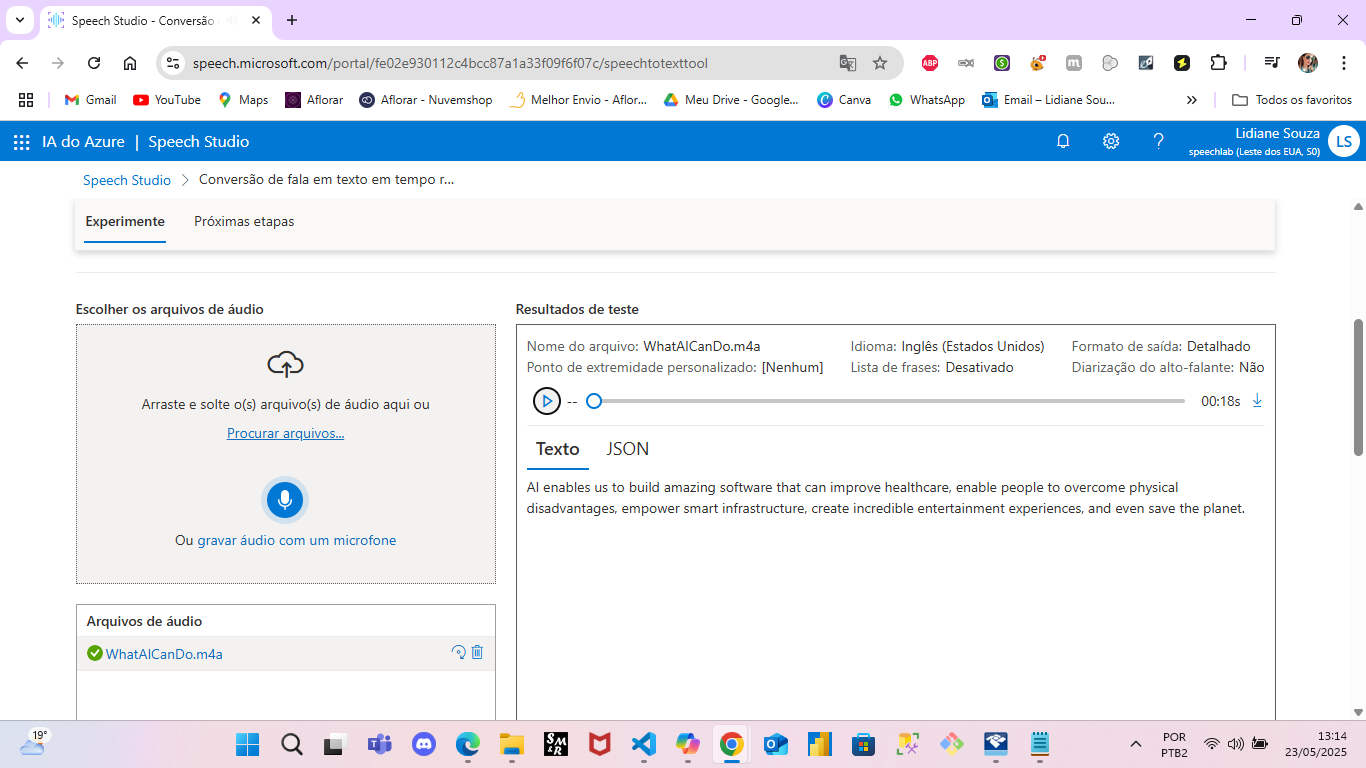 Speech Studio - Conversão
speech.microsoft.com/portal/fe02e930112c4bcc87a1a33f09f6f07c/speechtotexttool
ABP
Gmail
YouTube
Maps
Aflorar
Aflorar - Nuvemshop
Melhor Envio - Aflor...
Meu Drive - Google...
Canva
WhatsApp
Email – Lidiane Sou...
Todos os favoritos
IA do Azure | Speech Studio
Lidiane Souza
speechlab (Leste dos EUA, S0)
LS
Speech Studio > Conversão de fala em texto em tempo r...
Experimente
Próximas etapas
Escolher os arquivos de áudio
Arraste e solte o(s) arquivo(s) de áudio aqui ou
Procurar arquivos...
Ou gravar áudio com um microfone
Arquivos de áudio
WhatAICanDo.m4a
Resultados de teste
Nome do arquivo: WhatAICanDo.m4a Idioma: Inglês (Estados Unidos) Formato de saída: Detalhado
Ponto de extremidade personalizado: [Nenhum] Lista de frases: Desativado Diarização do alto-falante: Não
-- 00:18s
Texto JSON
AI enables us to build amazing software that can improve healthcare, enable people to overcome physical
disadvantages, empower smart infrastructure, create incredible entertainment experiences, and even save the planet.
19°
SM
&R
POR
PTB2
13:14
23/05/2025